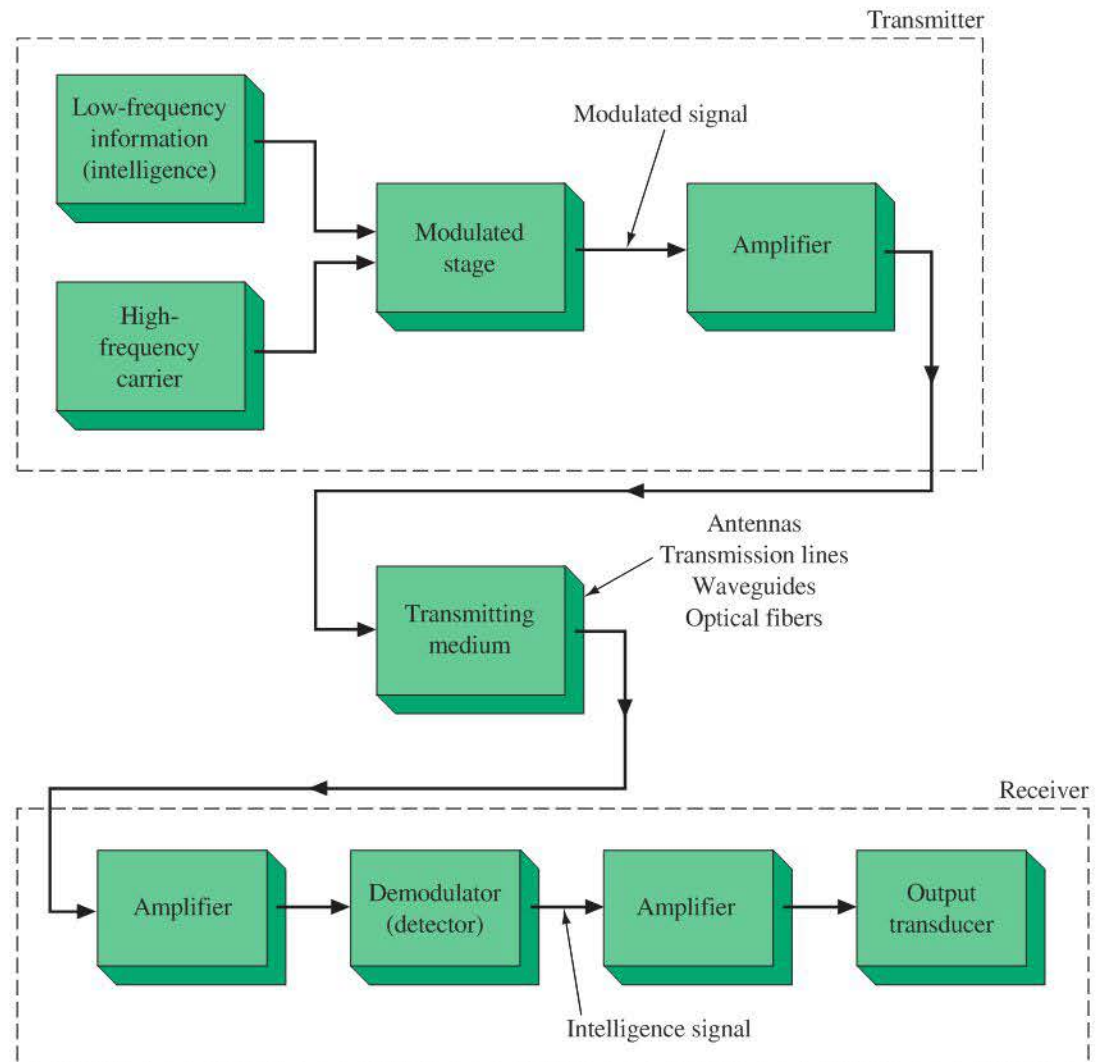 Transmitter
Low-frequency
information
(intelligence)
High-
frequency
carrier
Modulated
stage
Modulated signal
Amplifier
Antennas
Transmission lines
Waveguides
Optical fibers
Transmitting
medium
Receiver
Amplifier
Demodulator
(detector)
Intelligence signal
Amplifier
Output
transducer